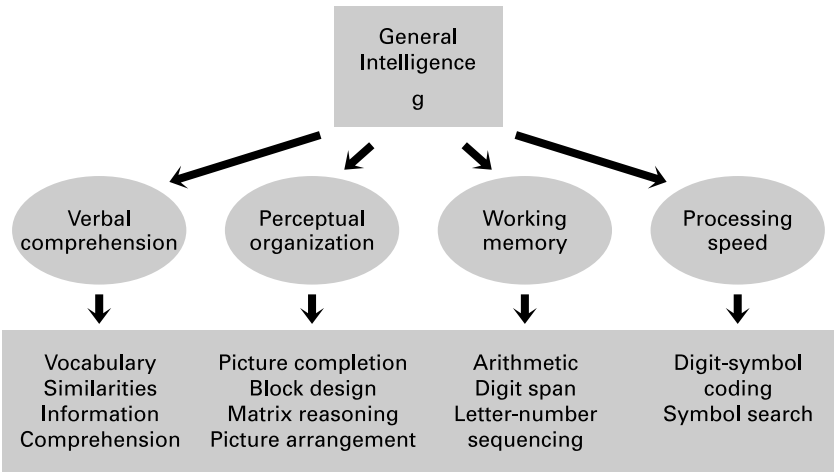 General
Intelligence
g
Verbal
comprehension
Perceptual
organization
Working
memory
Processing
speed
Vocabulary
Similarities
Information
Comprehension
Picture completion
Block design
Matrix reasoning
Picture arrangement
Arithmetic
Digit span
Letter-number
sequencing
Digit-symbol
coding
Symbol search